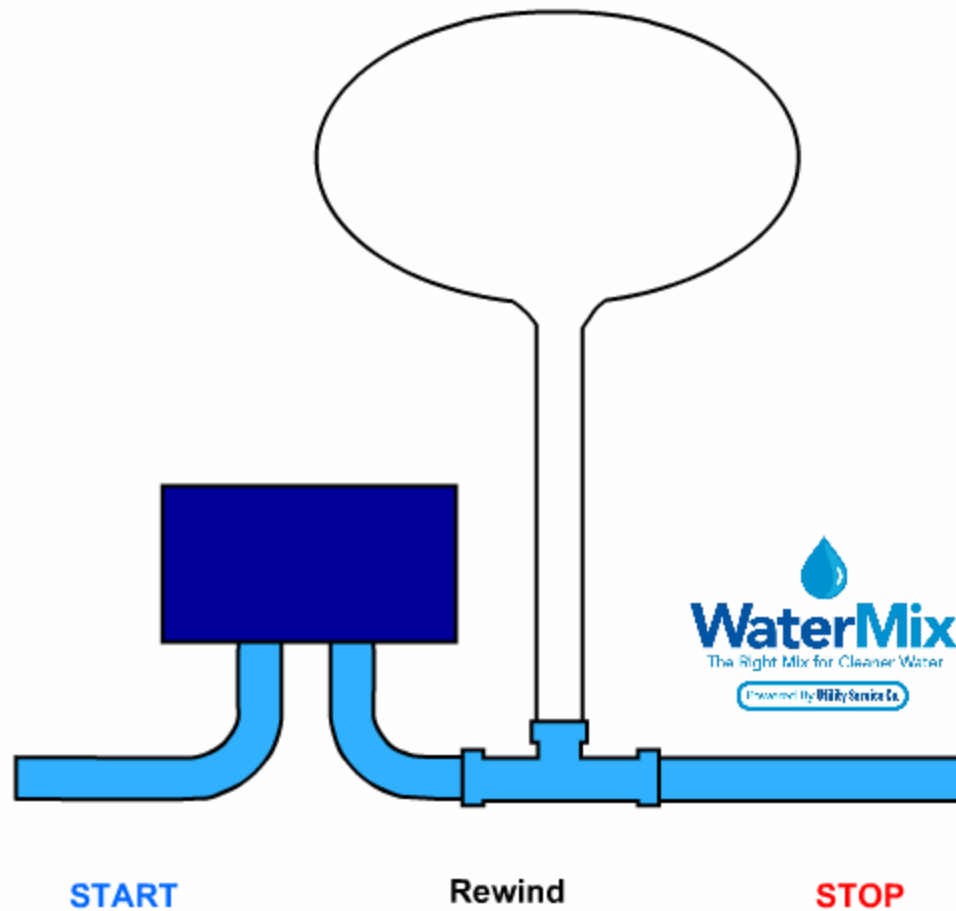 WaterMix
The Right Mix for Cleaner Water
Powered By Utility Service Co.
START
Rewind
STOP